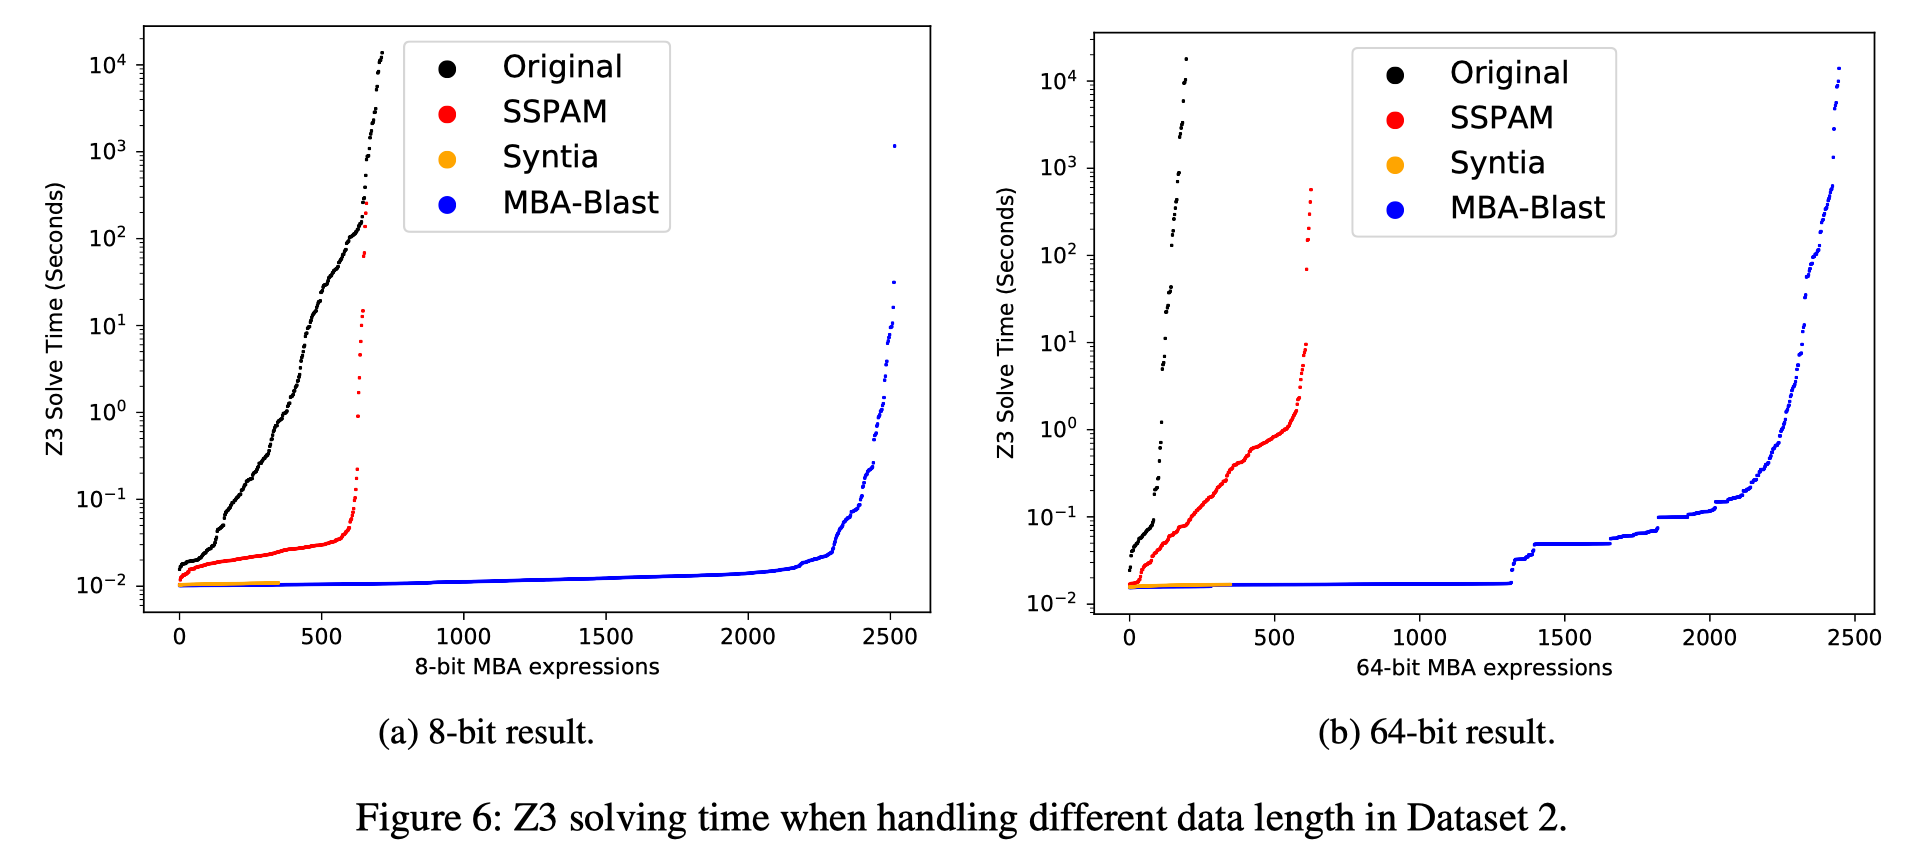 10^4
10^3
10^2
10^1
10^0
10^−1
10^−2
Z3 Solve Time (Seconds)
Original
SSPAM
Syntia
MBA-Blast
0 500 1000 1500 2000 2500
8-bit MBA expressions
(a) 8-bit result.
10^4
10^3
10^2
10^1
10^0
10^−1
10^−2
Z3 Solve Time (Seconds)
Original
SSPAM
Syntia
MBA-Blast
0 500 1000 1500 2000 2500
64-bit MBA expressions
(b) 64-bit result.
Figure 6: Z3 solving time when handling different data length in Dataset 2.